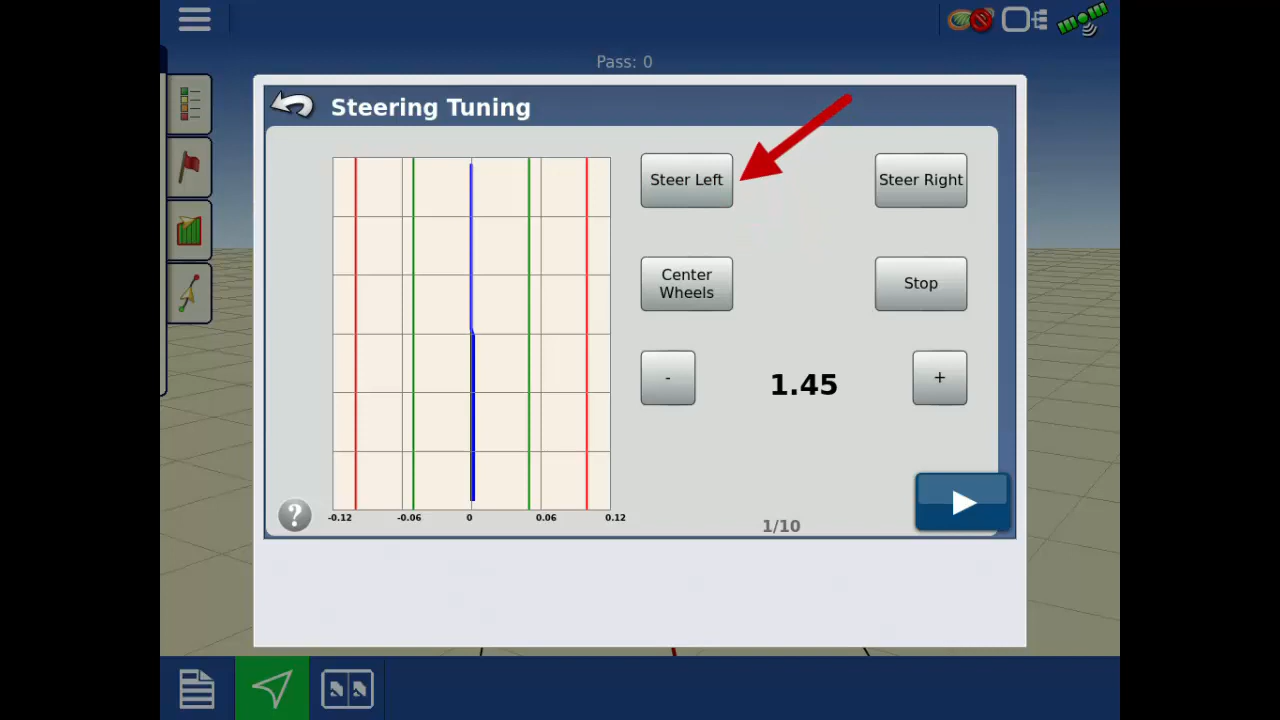 Pass: 0
Steering Tuning
Steer Left
Steer Right
Center
Wheels
Stop
-
1.45
+
-0.12 -0.06 0 0.06 0.12
?
1/10